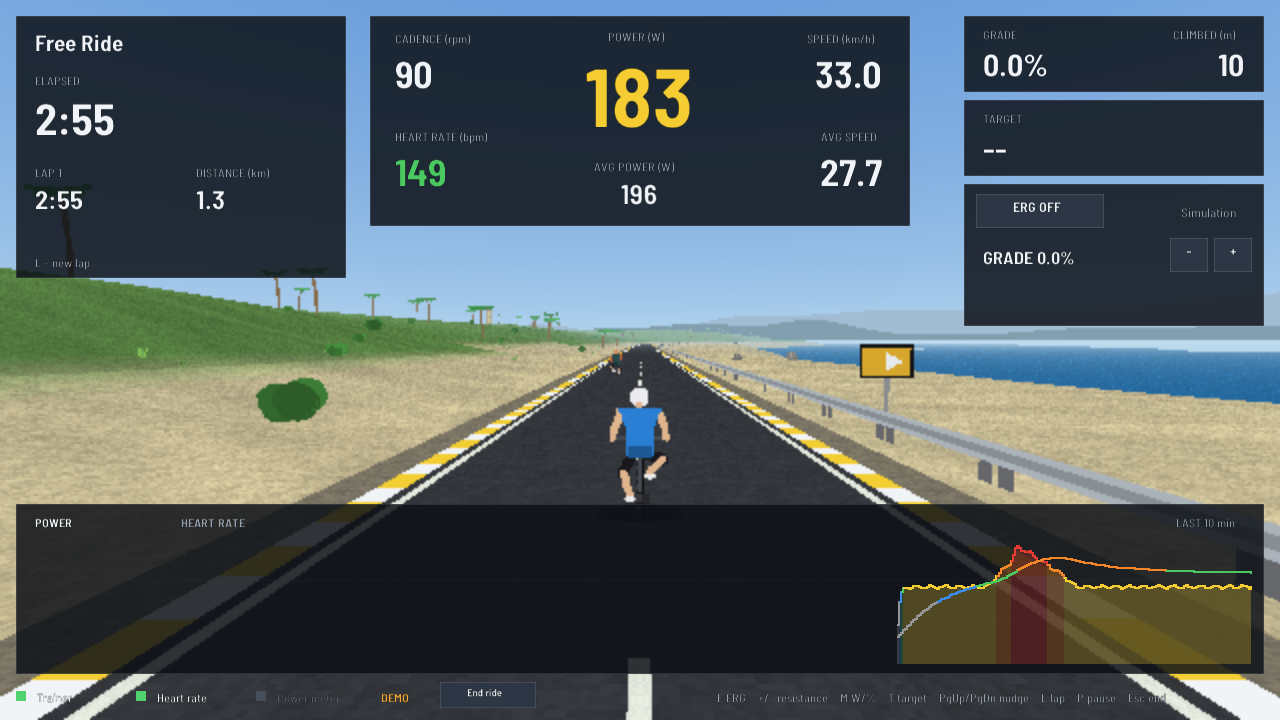 Free Ride
ELAPSED
2:55
LAP 1 DISTANCE (km)
2:55 1.3
L - new lap
CADENCE (rpm) POWER (W) SPEED (km/h)
90 183 33.0
HEART RATE (bpm) AVG POWER (W) AVG SPEED
149 196 27.7
GRADE CLIMBED (m)
0.0% 10
TARGET
--
ERG OFF Simulation
GRADE 0.0% - +
POWER HEART RATE LAST 10 min
Trainer Heart rate Power meter DEMO End ride E ERG +/- resistance M W/% T target PgUp/PgDn nudge L lap P pause Esc end